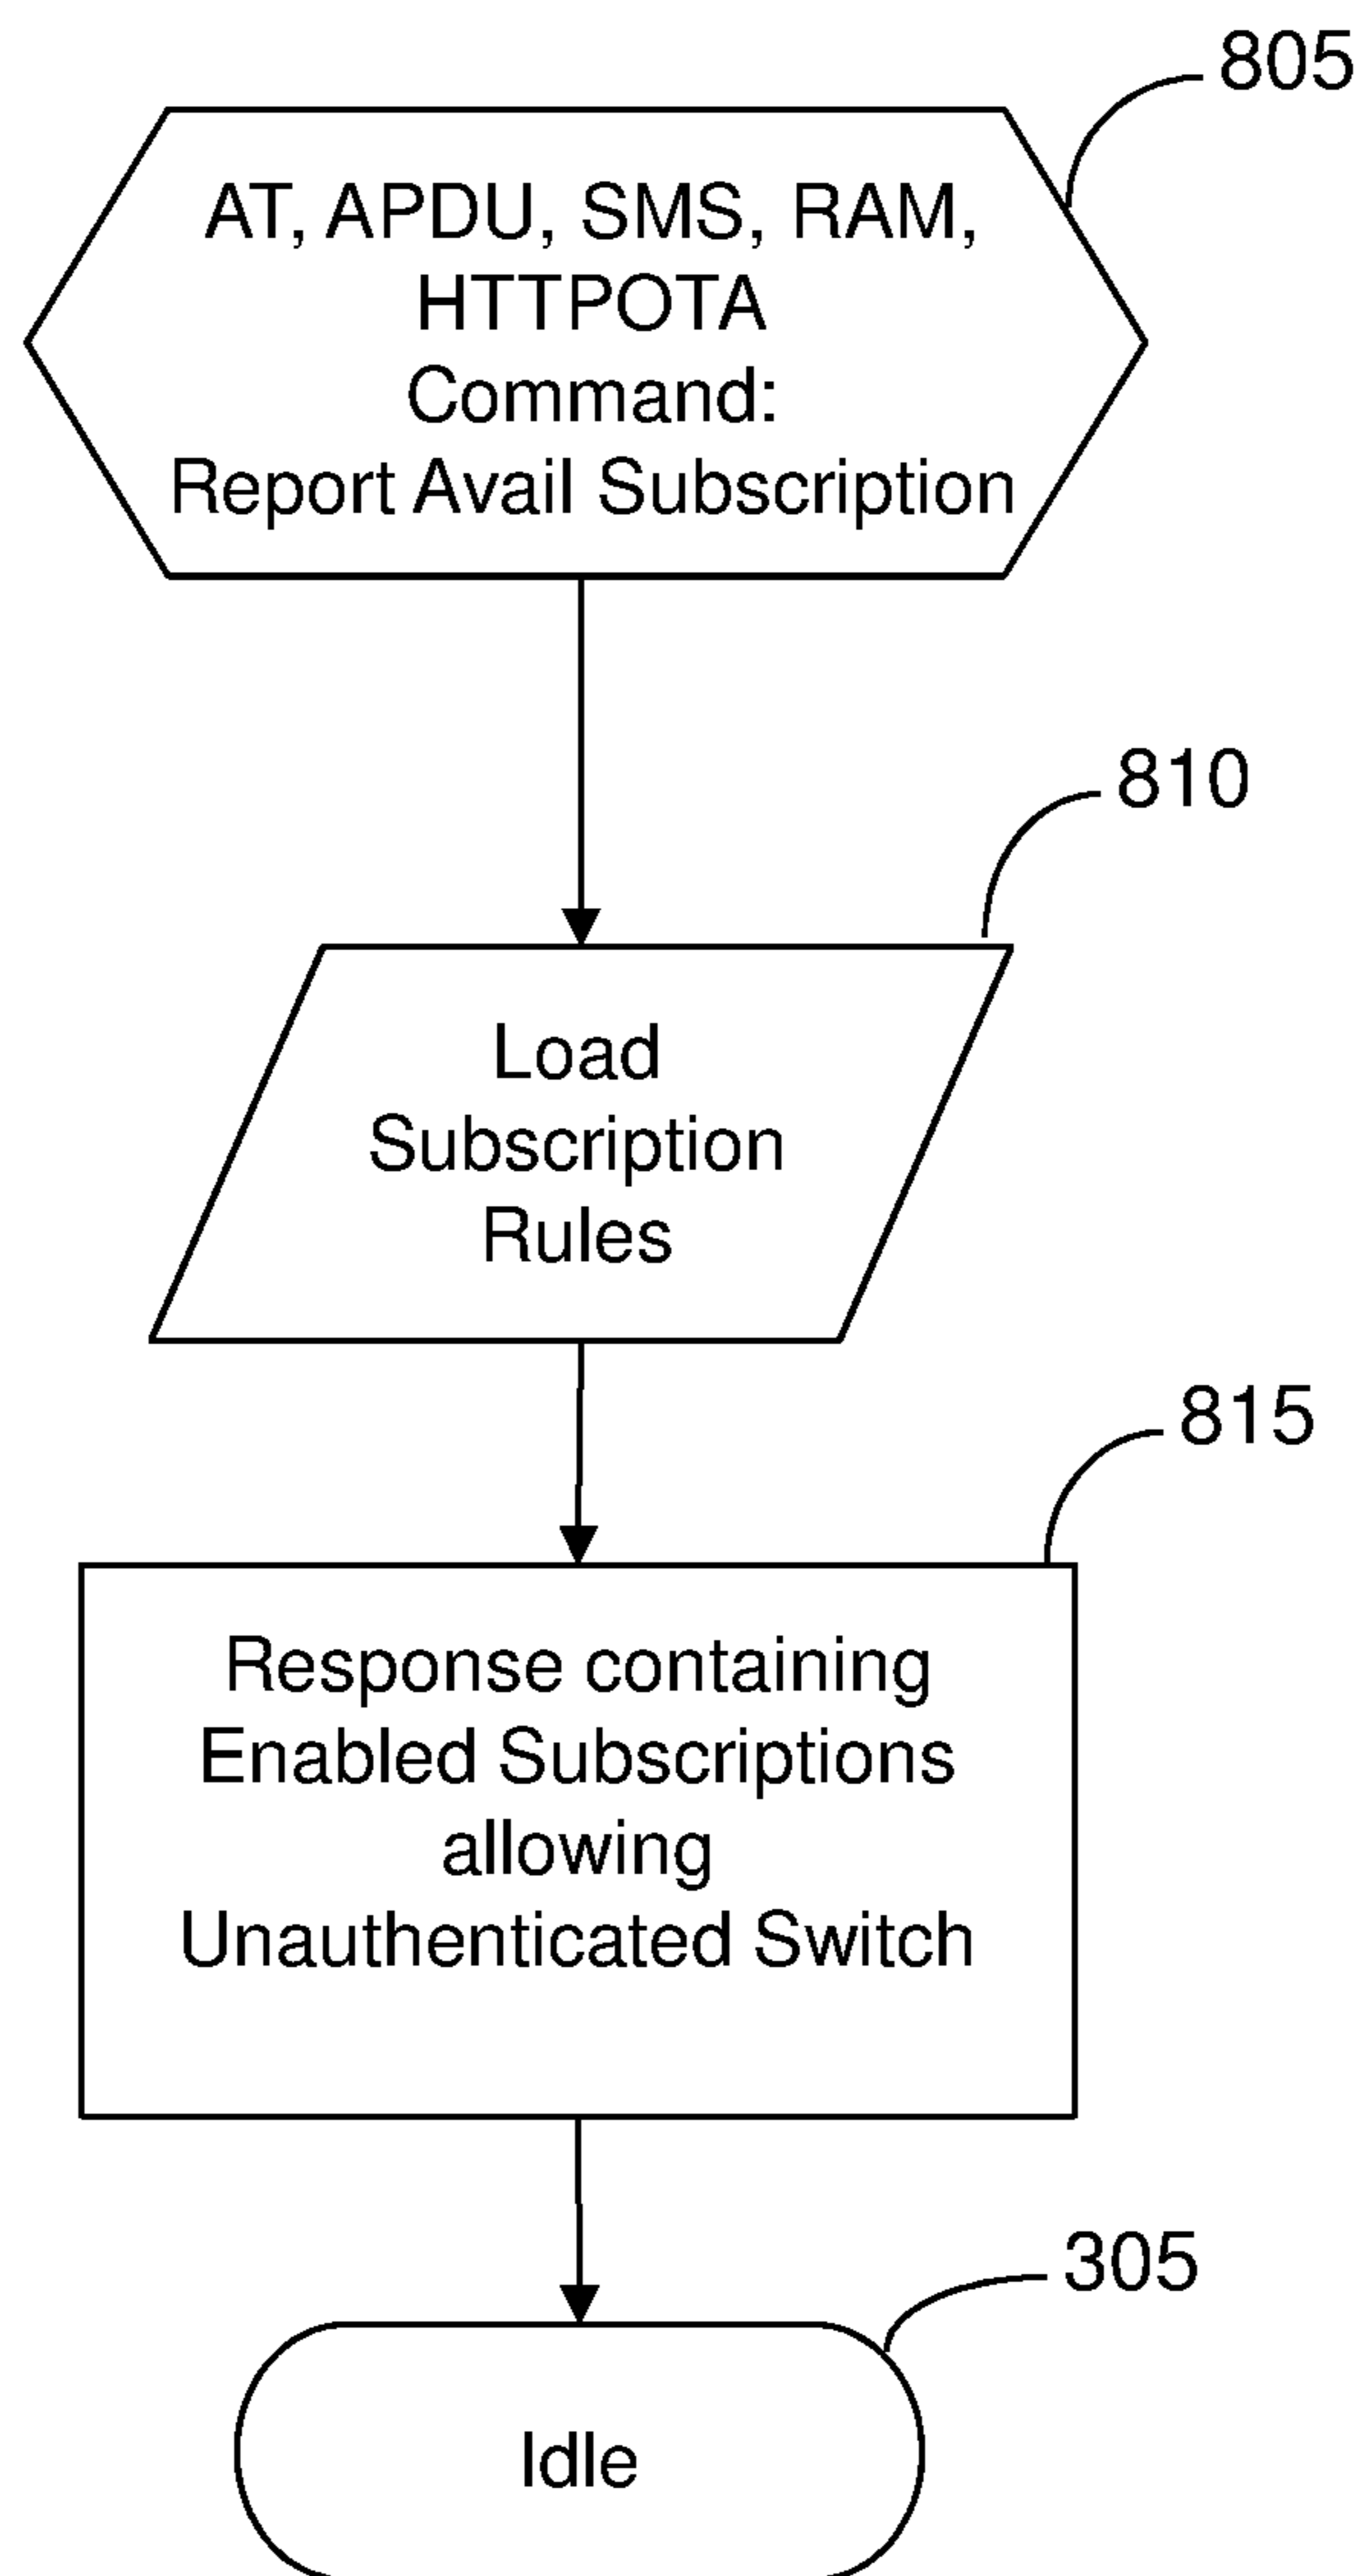 805
AT, APDU, SMS, RAM,
HTTPOTA
Command:
Report Avail Subscription
810
Load
Subscription
Rules
815
Response containing
Enabled Subscriptions
allowing
Unauthenticated Switch
305
Idle